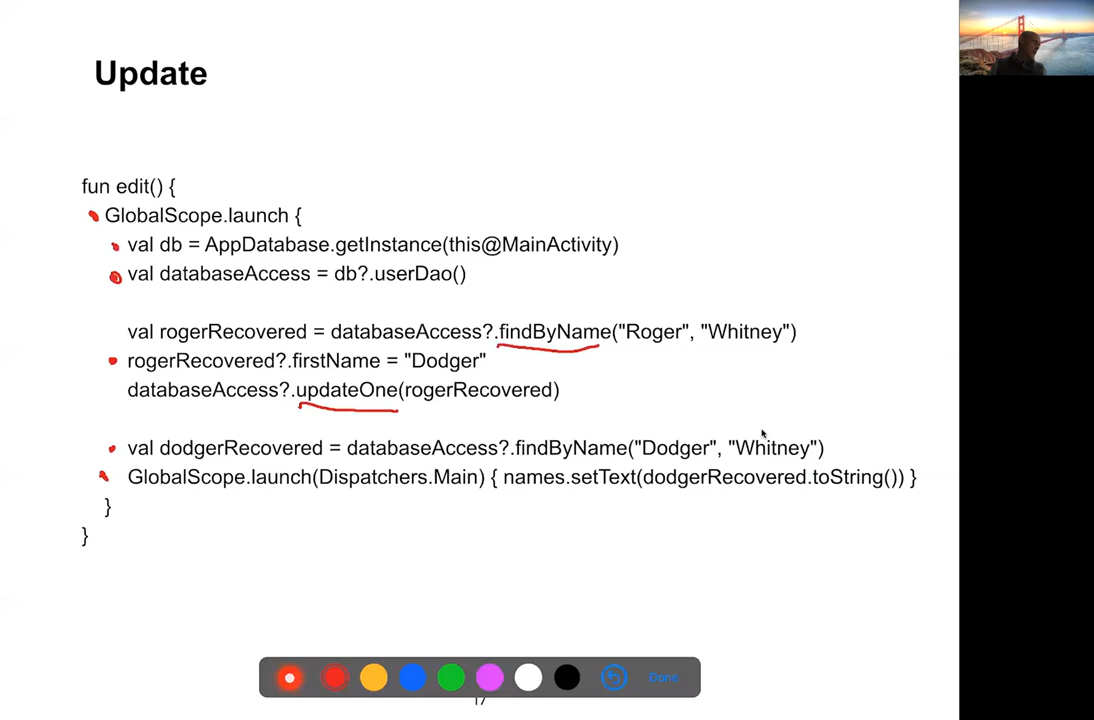 Update
fun edit() {
GlobalScope.launch {
val db = AppDatabase.getInstance(this@MainActivity)
val databaseAccess = db?.userDao()
val rogerRecovered = databaseAccess?.findByName("Roger", "Whitney")
rogerRecovered?.firstName = "Dodger"
databaseAccess?.updateOne(rogerRecovered)
val dodgerRecovered = databaseAccess?.findByName("Dodger", "Whitney")
GlobalScope.launch(Dispatchers.Main) { names.setText(dodgerRecovered.toString()) }
}
}
Done
17